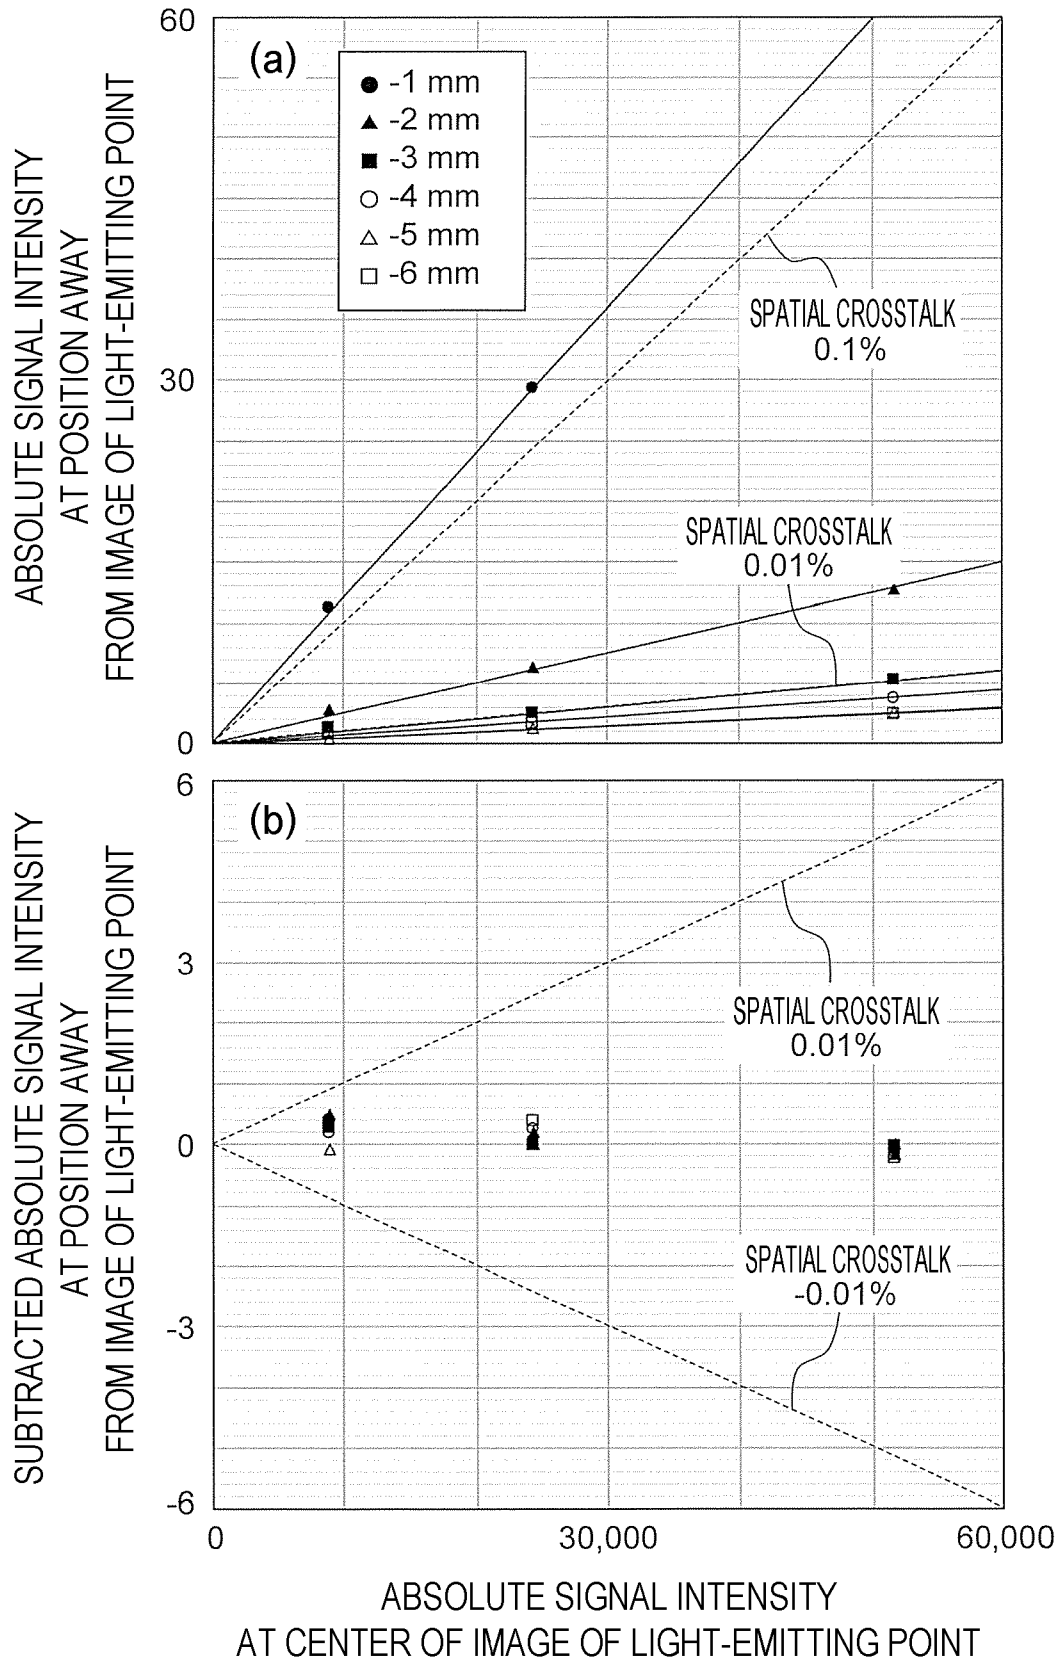 60
(a)
-1 mm
-2 mm
-3 mm
-4 mm
-5 mm
-6 mm
ABSOLUTE SIGNAL INTENSITY
AT POSITION AWAY
FROM IMAGE OF LIGHT-EMITTING POINT
SPATIAL CROSSTALK
0.1%
30
SPATIAL CROSSTALK
0.01%
0
6
(b)
SUBTRACTED ABSOLUTE SIGNAL INTENSITY
AT POSITION AWAY
FROM IMAGE OF LIGHT-EMITTING POINT
3
SPATIAL CROSSTALK
0.01%
0
SPATIAL CROSSTALK
-0.01%
-3
-6
0 30,000 60,000
ABSOLUTE SIGNAL INTENSITY
AT CENTER OF IMAGE OF LIGHT-EMITTING POINT